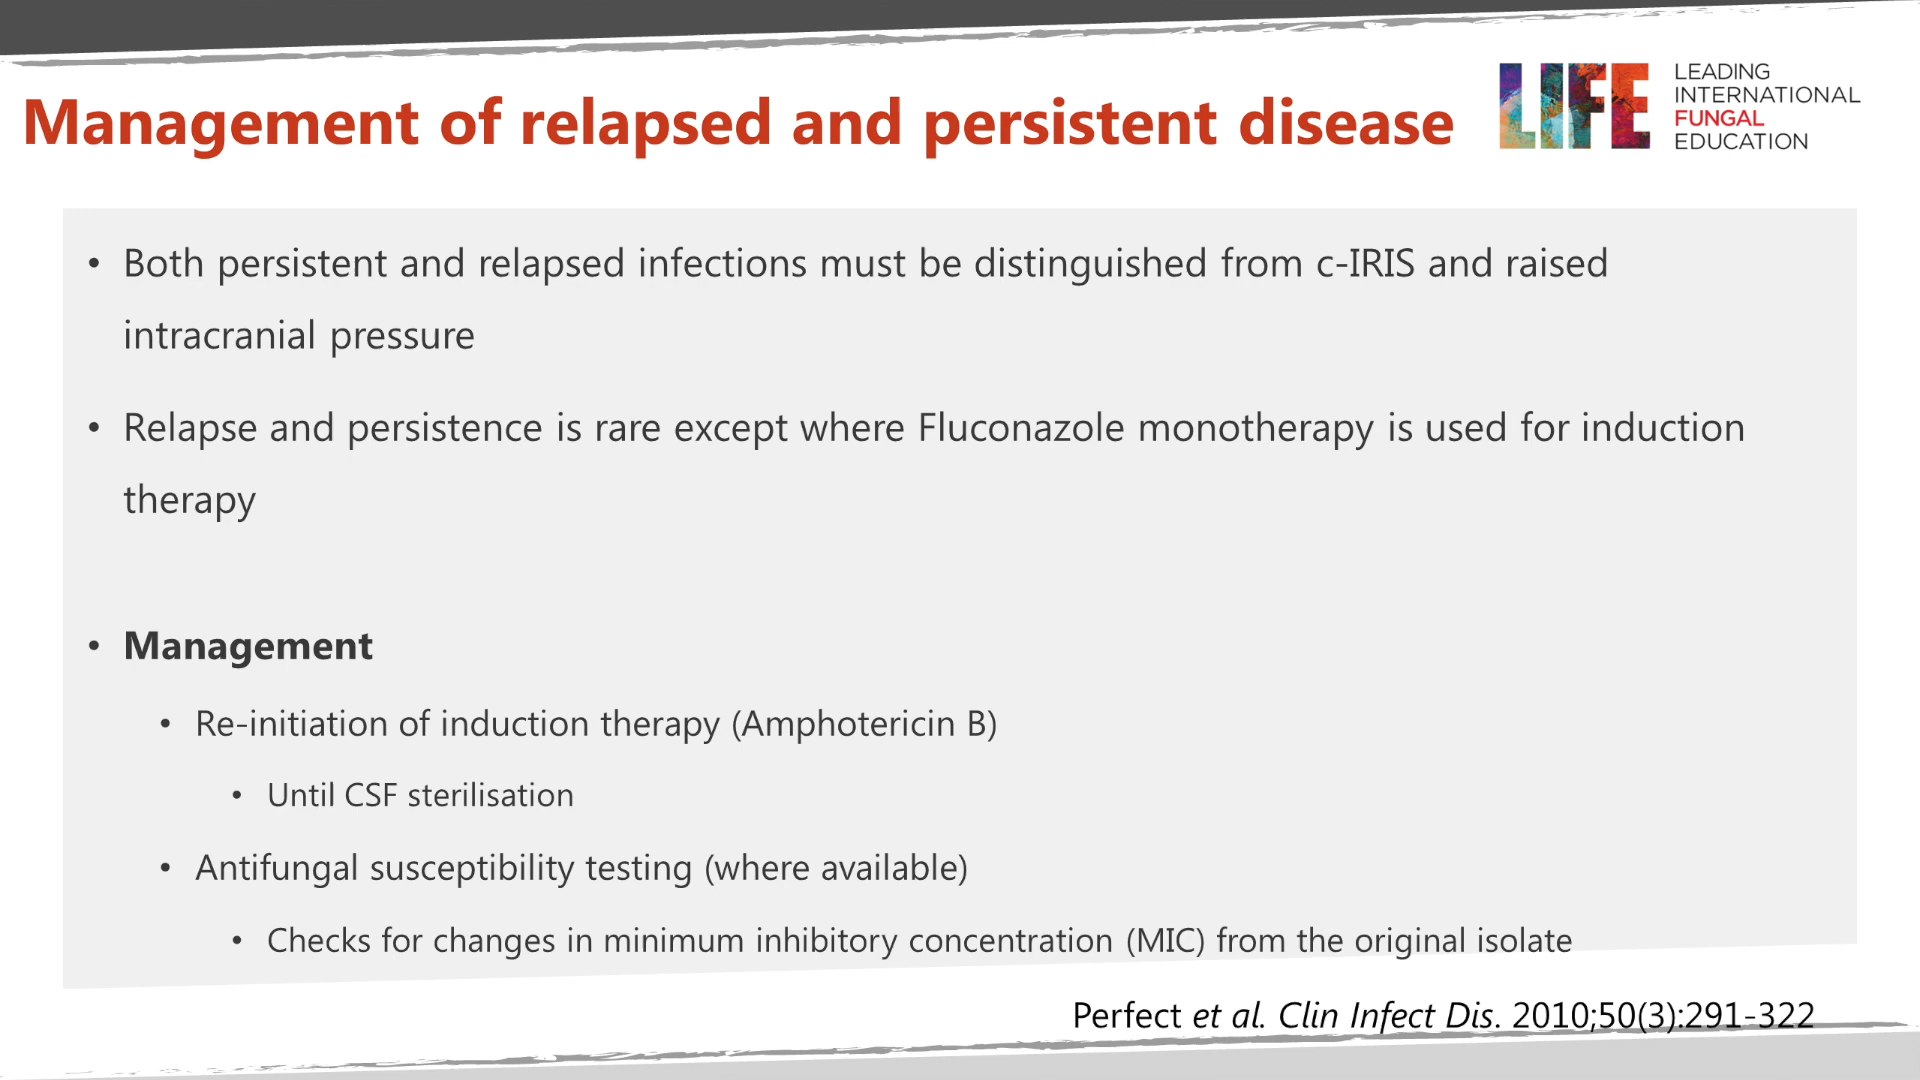 Management of relapsed and persistent disease
LIFE
LEADING
INTERNATIONAL
FUNGAL
EDUCATION
• Both persistent and relapsed infections must be distinguished from c-IRIS and raised
intracranial pressure
• Relapse and persistence is rare except where Fluconazole monotherapy is used for induction
therapy
• Management
• Re-initiation of induction therapy (Amphotericin B)
• Until CSF sterilisation
• Antifungal susceptibility testing (where available)
• Checks for changes in minimum inhibitory concentration (MIC) from the original isolate
Perfect et al. Clin Infect Dis. 2010;50(3):291-322